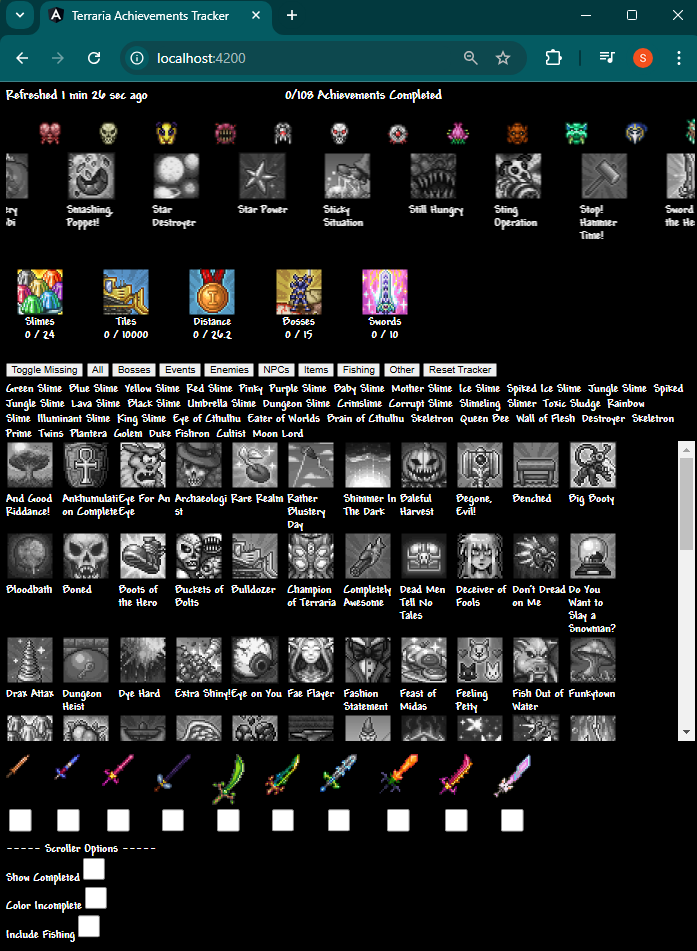 Terraria Achievements Tracker
localhost:4200
S
Refreshed 1 min 26 sec ago
0/108 Achievements Completed
Smashing, Poppet!
Star Destroyer
Star Power
Sticky Situation
Still Hungry
Sting Operation
Stop! Hammer Time!
Sword
Slimes
0 / 24
Tiles
0 / 10000
Distance
0 / 26.2
Bosses
0 / 15
Swords
0 / 10
Toggle Missing All Bosses Events Enemies NPCs Items Fishing Other Reset Tracker
Green Slime Blue Slime Yellow Slime Red Slime Pinky Purple Slime Baby Slime Mother Slime Ice Slime Spiked Ice Slime Jungle Slime Spiked
Jungle Slime Lava Slime Black Slime Umbrella Slime Dungeon Slime Crimslime Corrupt Slime Slimeling Slimer Toxic Sludge Rainbow
Slime Illuminant Slime King Slime Eye of Cthulhu Eater of Worlds Brain of Cthulhu Skeletron Queen Bee Wall of Flesh Destroyer Skeletron
Prime Twins Plantera Golem Duke Fishron Cultist Moon Lord
And Good Riddance!
Ankhumulation Complete
Eye For An Eye
Archaeologist
Rare Realm
Rather Blustery Day
Shimmer In The Dark
Baleful Harvest
Begone, Evil!
Benched
Big Booty
Bloodbath
Boned
Boots of the Hero
Buckets of Bolts
Bulldozer
Champion of Terraria
Completely Awesome
Dead Men Tell No Tales
Deceiver of Fools
Don't Dread on Me
Do You Want to Slay a Snowman?
Drax Attax
Dungeon Heist
Dye Hard
Extra Shiny!
Eye on You
Fae Flayer
Fashion Statement
Feast of Midas
Feeling Petty
Fish Out of Water
Funkytown
----- Scroller Options -----
Show Completed
Color Incomplete
Include Fishing